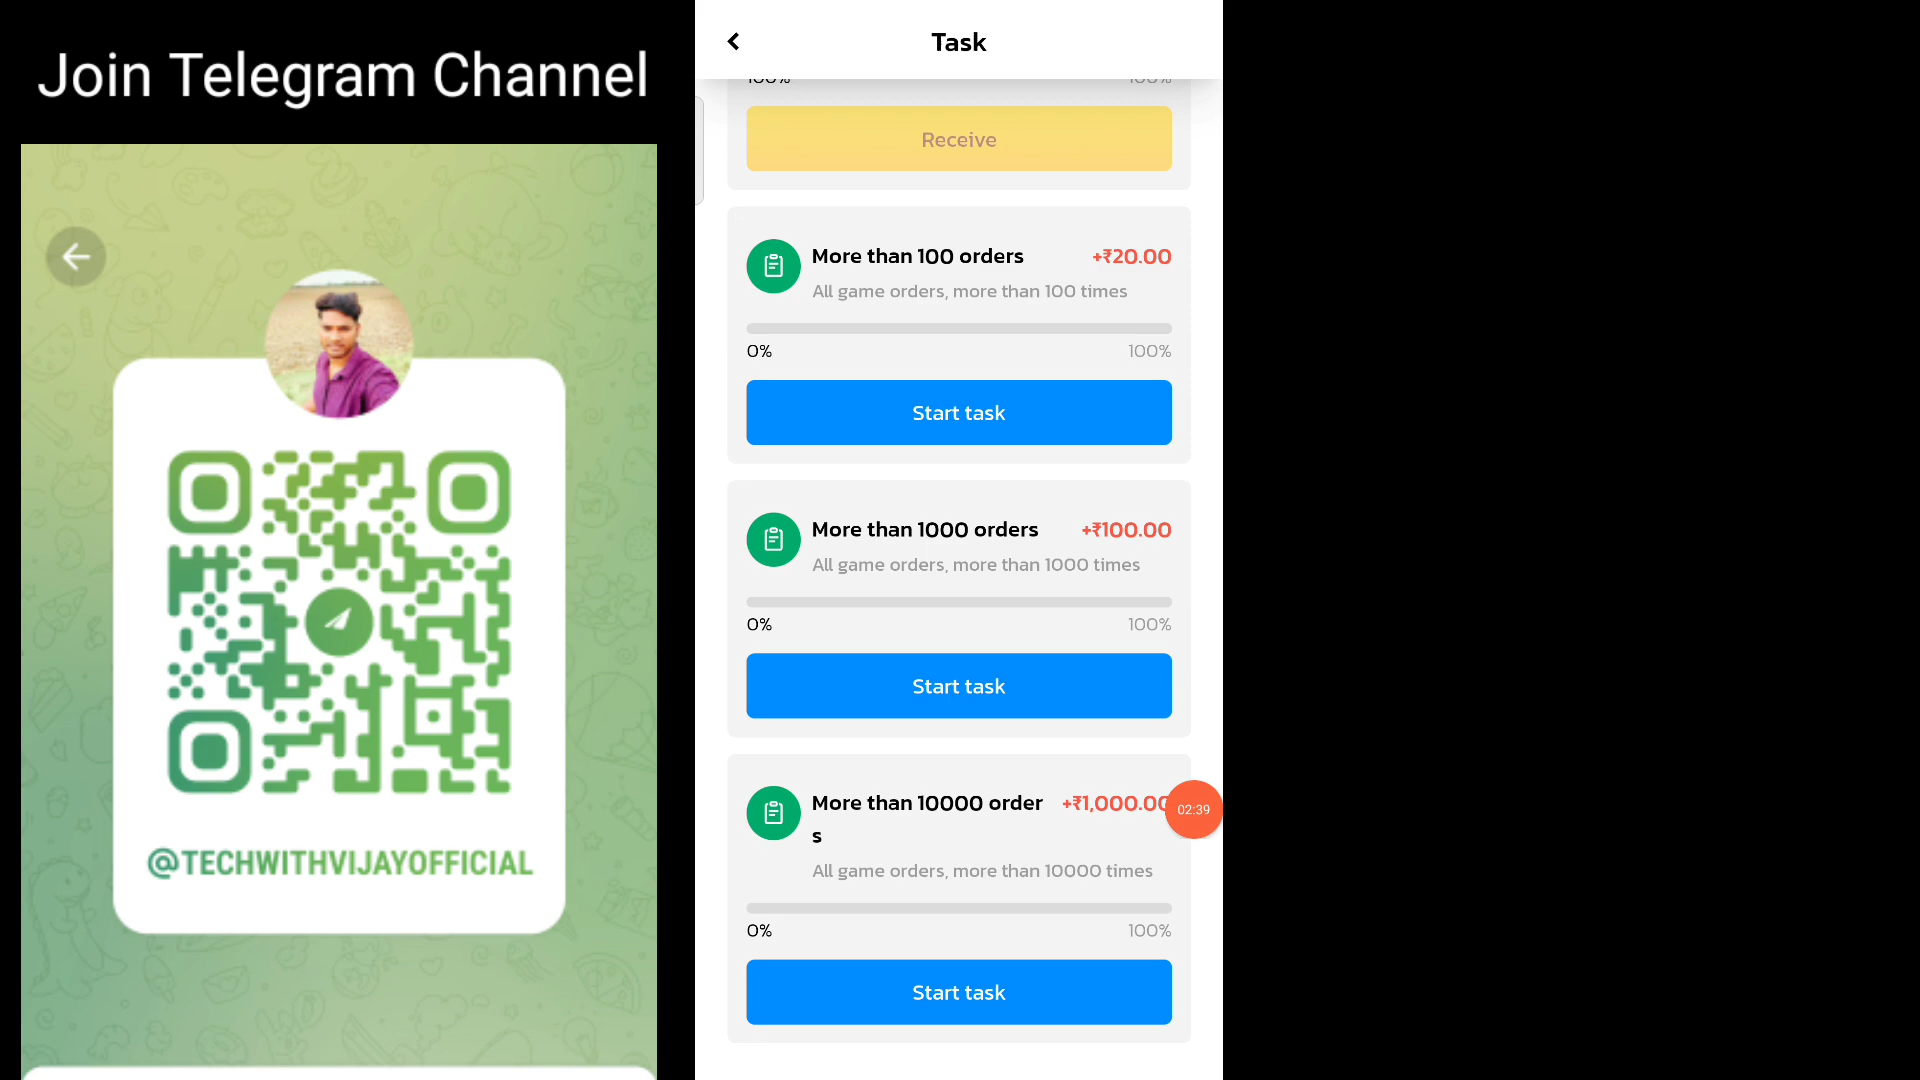 Join Telegram Channel
@TECHWITHVIJAYOFFICIAL
Task
100%
100%
Receive
More than 100 orders
+₹20.00
All game orders, more than 100 times
0%
100%
Start task
More than 1000 orders
+₹100.00
All game orders, more than 1000 times
0%
100%
Start task
More than 10000 order
s
+₹1,000.00
02:39
All game orders, more than 10000 times
0%
100%
Start task